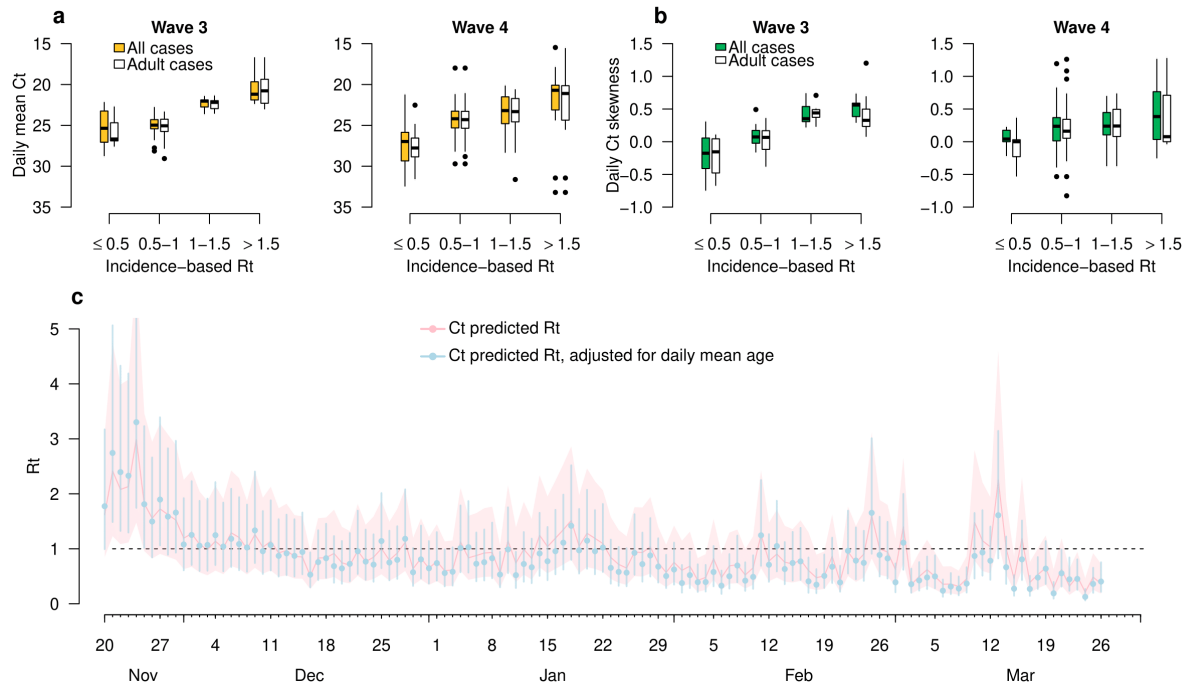 a
Wave 3
Wave 4
All cases
Adult cases
Daily mean Ct
15
20
25
30
35
15
20
25
30
35
≤ 0.5 0.5−1 1−1.5 > 1.5
≤ 0.5 0.5−1 1−1.5 > 1.5
Incidence−based Rt
Incidence−based Rt
b
Wave 3
Wave 4
All cases
Adult cases
Daily Ct skewness
1.5
1.0
0.5
0.0
−0.5
−1.0
1.5
1.0
0.5
0.0
−0.5
−1.0
≤ 0.5 0.5−1 1−1.5 > 1.5
≤ 0.5 0.5−1 1−1.5 > 1.5
Incidence−based Rt
Incidence−based Rt
c
Ct predicted Rt
Ct predicted Rt, adjusted for daily mean age
Rt
5
4
3
2
1
0
20 27 4 11 18 25 1 8 15 22 29 5 12 19 26 5 12 19 26
Nov Dec Jan Feb Mar